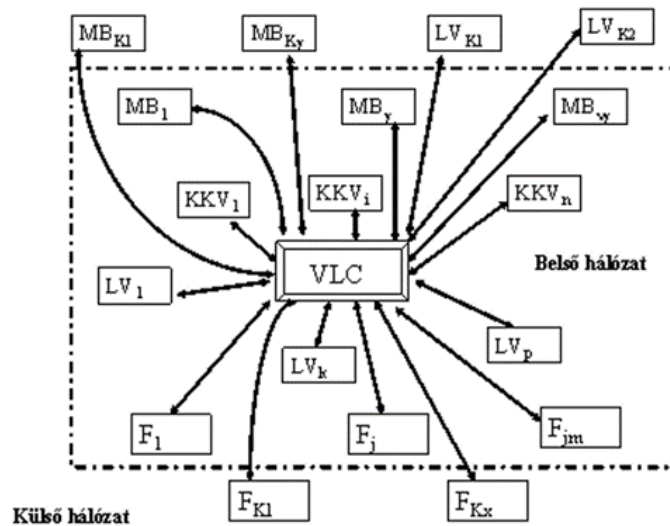 MB_K1
MB_Ky
LV_K1
LV_K2
MB_1
MB_y
MB_vy
KKV_1
KKV_i
KKV_n
VLC
Belső hálózat
LV_1
LV_p
LV_k
F_1
F_j
F_jm
F_K1
F_Kx
Külső hálózat